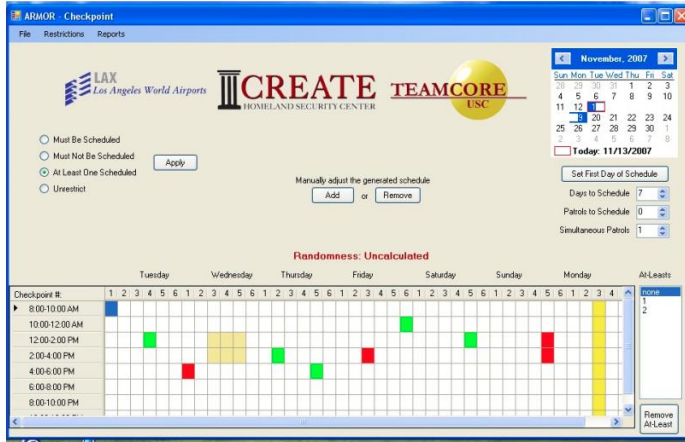 ARMOR - Checkpoint
File Restrictions Reports
LAX
Los Angeles World Airports
CREATE
HOMELAND SECURITY CENTER
TEAMCORE
USC
November, 2007
Sun Mon Tue Wed Thu Fri Sat
28 29 30 31 1 2 3
4 5 6 7 8 9 10
11 12
20 21 22 23 24
25 26 27 28 29 30 1
2 3 4 5 6 7 8
Today: 11/13/2007
Must Be Scheduled
Must Not Be Scheduled
At Least One Scheduled
Unrestrict
Apply
Manually adjust the generated schedule
Add or Remove
Set First Day of Schedule
Days to Schedule 7
Patrols to Schedule 0
Simultaneous Patrols 1
Randomness: Uncalculated
Tuesday Wednesday Thursday Friday Saturday Sunday Monday At-Leasts
Checkpoint #: 1 2 3 4 5 6 1 2 3 4 5 6 1 2 3 4 5 6 1 2 3 4 5 6 1 2 3 4 5 6 1 2 3 4 5 6 1 2 3 4
none
1
2
8:00-10:00 AM
10:00-12:00 AM
12:00-2:00 PM
2:00-4:00 PM
4:00-6:00 PM
6:00-8:00 PM
8:00-10:00 PM
Remove
At-Least